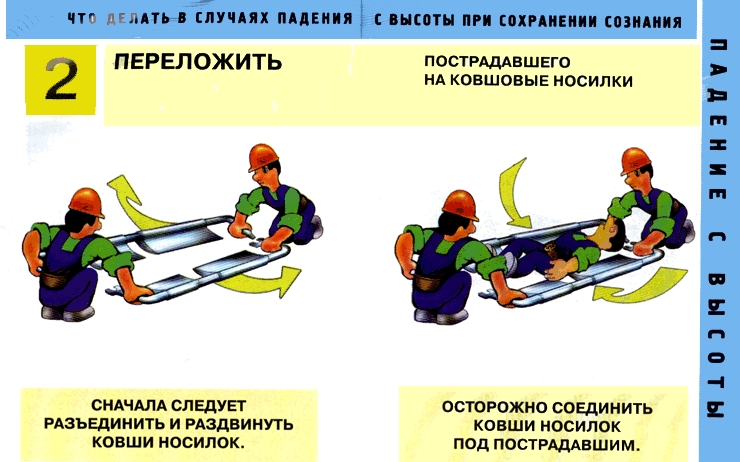 ЧТО ДЕЛАТЬ В СЛУЧАЯХ ПАДЕНИЯ С ВЫСОТЫ ПРИ СОХРАНЕНИИ СОЗНАНИЯ
2
ПЕРЕЛОЖИТЬ
ПОСТРАДАВШЕГО
НА КОВШОВЫЕ НОСИЛКИ
СНАЧАЛА СЛЕДУЕТ
РАЗЪЕДИНИТЬ И РАЗДВИНУТЬ
КОВШИ НОСИЛОК.
ОСТОРОЖНО СОЕДИНИТЬ
КОВШИ НОСИЛОК
ПОД ПОСТРАДАВШИМ.
ПАДЕНИЕ С ВЫСОТЫ